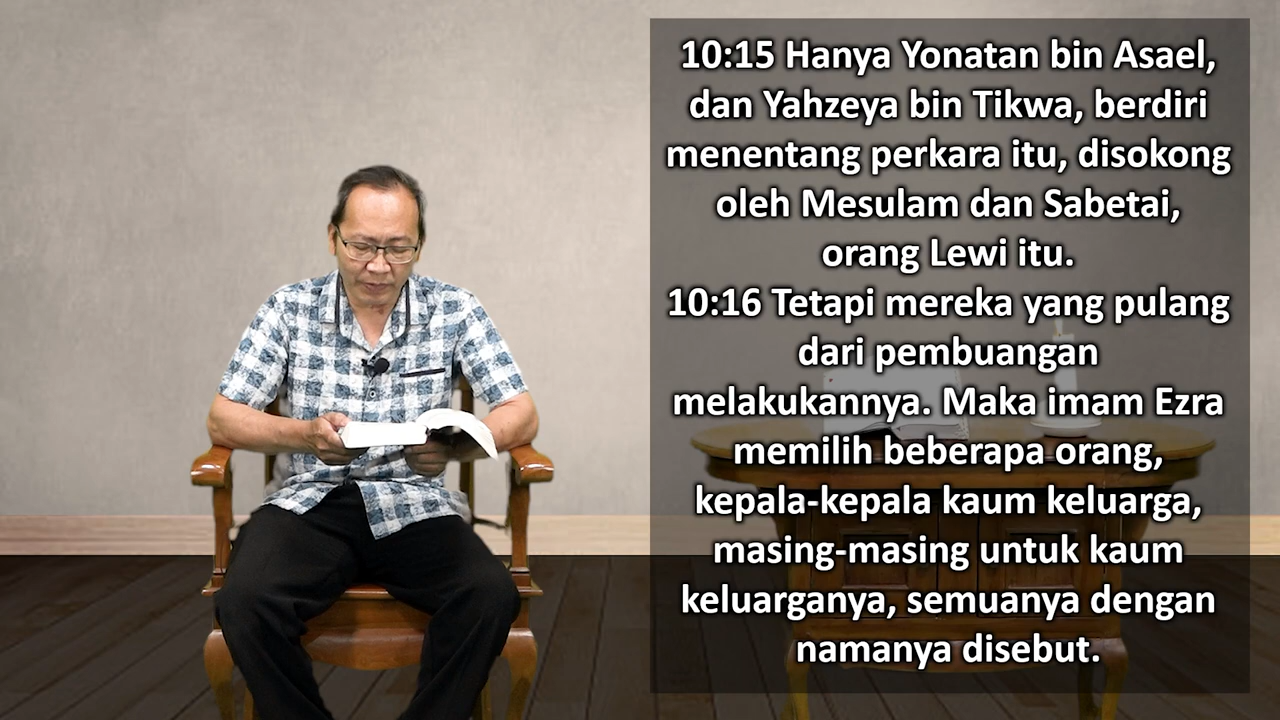 10:15 Hanya Yonatan bin Asael,
dan Yahzeya bin Tikwa, berdiri
menentang perkara itu, disokong
oleh Mesulam dan Sabetai,
orang Lewi itu.
10:16 Tetapi mereka yang pulang
dari pembuangan
melakukannya. Maka imam Ezra
memilih beberapa orang,
kepala-kepala kaum keluarga,
masing-masing untuk kaum
keluarganya, semuanya dengan
namanya disebut.